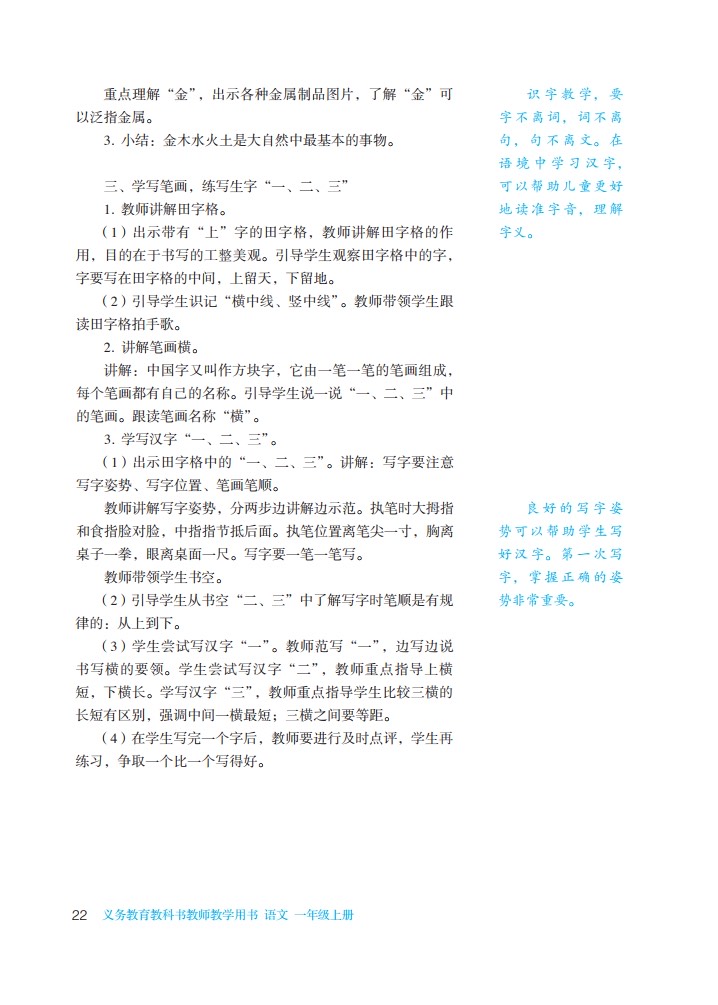 重点理解“金”，出示各种金属制品图片，了解“金”可
以泛指金属。
3. 小结：金木水火土是大自然中最基本的事物。
三、学写笔画，练写生字“一、二、三”
1. 教师讲解田字格。
（1）出示带有“上”字的田字格，教师讲解田字格的作
用，目的在于书写的工整美观。引导学生观察田字格中的字，
字要写在田字格的中间，上留天，下留地。
（2）引导学生识记“横中线、竖中线”。教师带领学生跟
读田字格拍手歌。
2. 讲解笔画横。
讲解：中国字又叫作方块字，它由一笔一笔的笔画组成，
每个笔画都有自己的名称。引导学生说一说“一、二、三”中
的笔画。跟读笔画名称“横”。
3. 学写汉字“一、二、三”。
（1）出示田字格中的“一、二、三”。讲解：写字要注意
写字姿势、写字位置、笔画笔顺。
教师讲解写字姿势，分两步边讲解边示范。执笔时大拇指
和食指脸对脸，中指指节抵后面。执笔位置离笔尖一寸，胸离
桌子一拳，眼离桌面一尺。写字要一笔一笔写。
教师带领学生书空。
（2）引导学生从书空“二、三”中了解写字时笔顺是有规
律的：从上到下。
（3）学生尝试写汉字“一”。教师范写“一”，边写边说
书写横的要领。学生尝试写汉字“二”，教师重点指导上横
短，下横长。学写汉字“三”，教师重点指导学生比较三横的
长短有区别，强调中间一横最短；三横之间要等距。
（4）在学生写完一个字后，教师要进行及时点评，学生再
练习，争取一个比一个写得好。
识字教学，要
字不离词，词不离
句，句不离文。在
语境中学习汉字，
可以帮助儿童更好
地读准字音，理解
字义。
良好的写字姿
势可以帮助学生写
好汉字。第一次写
字，掌握正确的姿
势非常重要。
22 义务教育教科书教师教学用书 语文 一年级上册